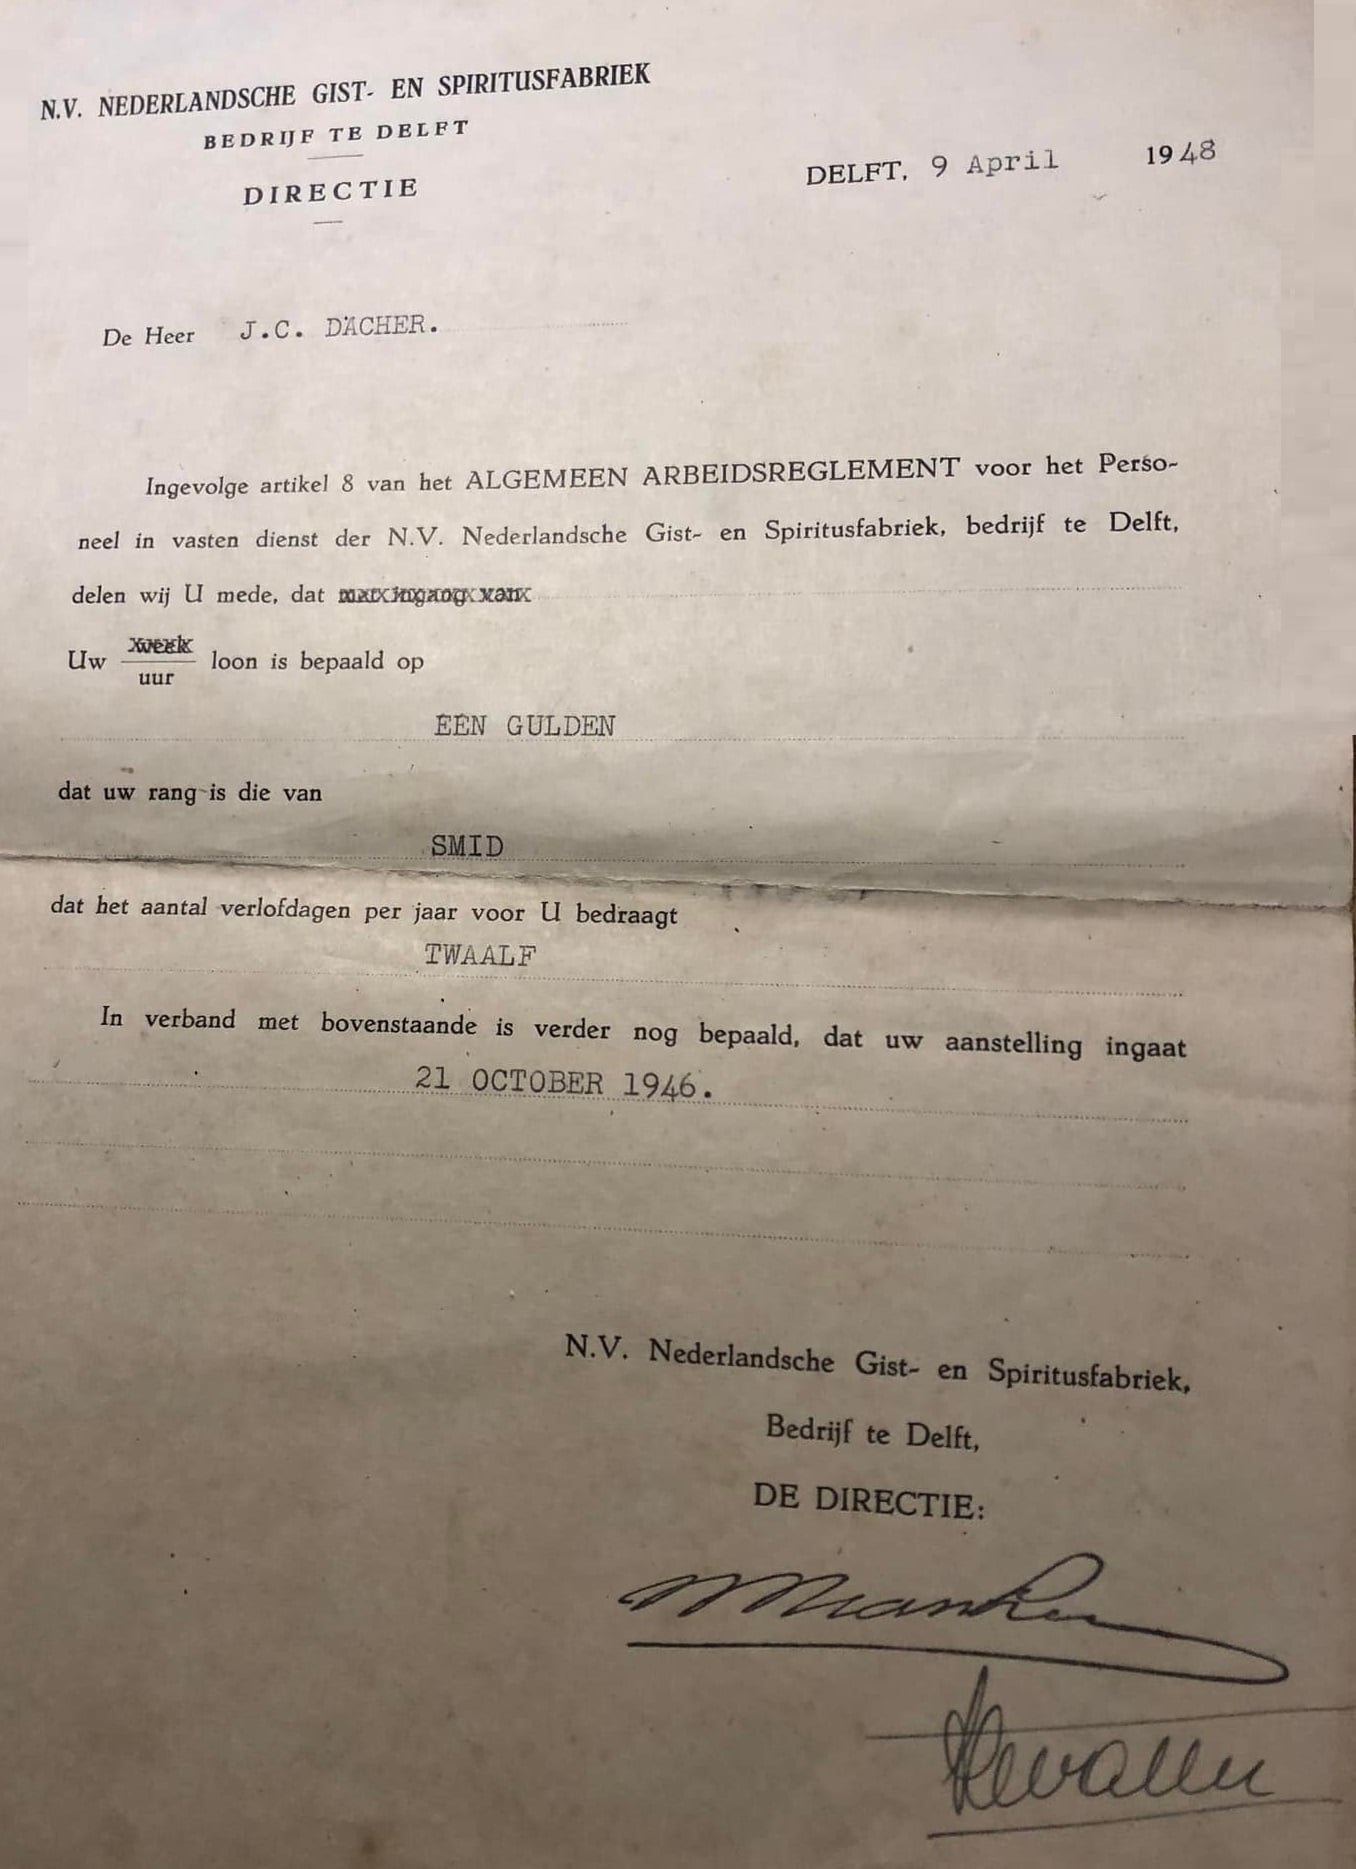 N.V. NEDERLANDSCHE GIST- EN SPIRITUSFABRIEK
BEDRIJF TE DELFT
DIRECTIE
DELFT, 9 April 1948
De Heer J.C. DÄCHER.
Ingevolge artikel 8 van het ALGEMEEN ARBEIDSREGLEMENT voor het Perso-
neel in vasten dienst der N.V. Nederlandsche Gist- en Spiritusfabriek, bedrijf te Delft,
delen wij U mede, dat met ingang van
week
Uw loon is bepaald op
uur
EEN GULDEN
dat uw rang is die van
SMID
dat het aantal verlofdagen per jaar voor U bedraagt
TWAALF
In verband met bovenstaande is verder nog bepaald, dat uw aanstelling ingaat
21 OCTOBER 1946.
N.V. Nederlandsche Gist- en Spiritusfabriek,
Bedrijf te Delft,
DE DIRECTIE: